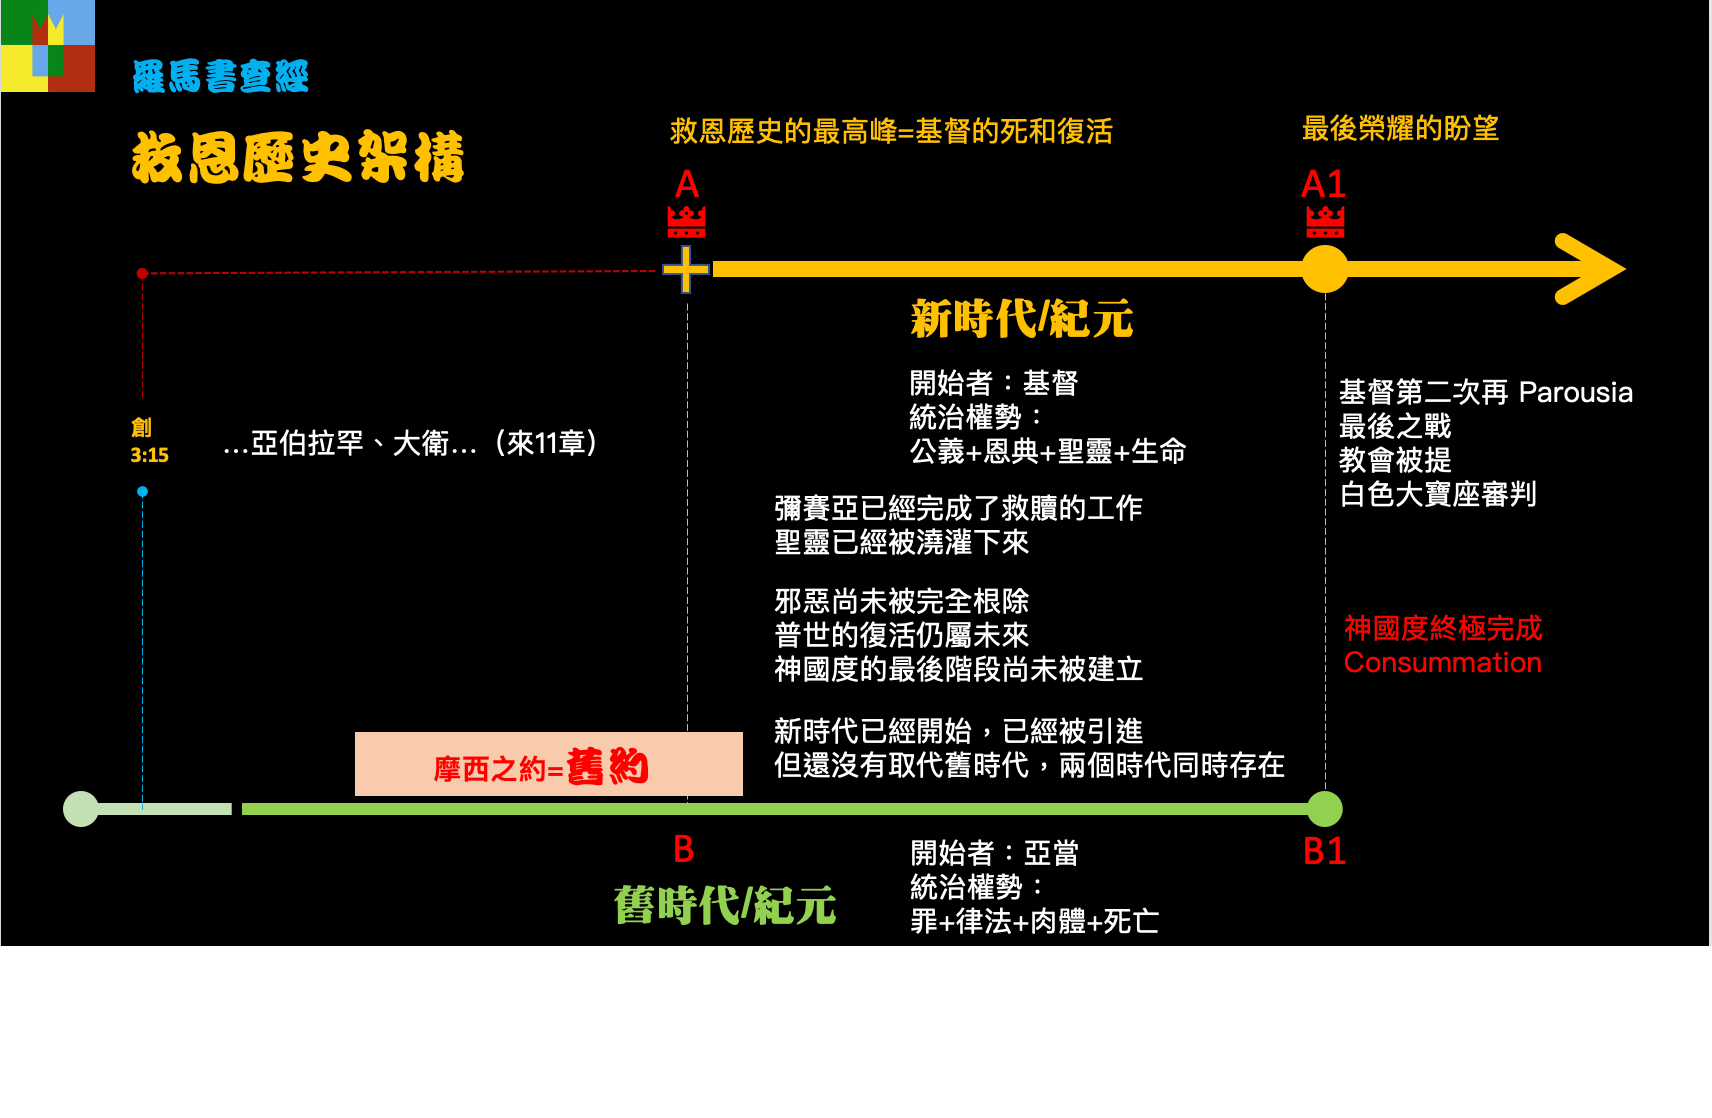 羅馬書查經
救恩歷史架構
救恩歷史的最高峰=基督的死和復活
最後榮耀的盼望
A
A1
新時代/紀元
開始者：基督
統治權勢：
公義+恩典+聖靈+生命
基督第二次再 Parousia
最後之戰
教會被提
白色大寶座審判
創
3:15
…亞伯拉罕、大衛…（來11章）
彌賽亞已經完成了救贖的工作
聖靈已經被澆灌下來
邪惡尚未被完全根除
普世的復活仍屬未來
神國度的最後階段尚未被建立
神國度終極完成
Consummation
新時代已經開始，已經被引進
但還沒有取代舊時代，兩個時代同時存在
摩西之約=舊約
B
B1
舊時代/紀元
開始者：亞當
統治權勢：
罪+律法+肉體+死亡